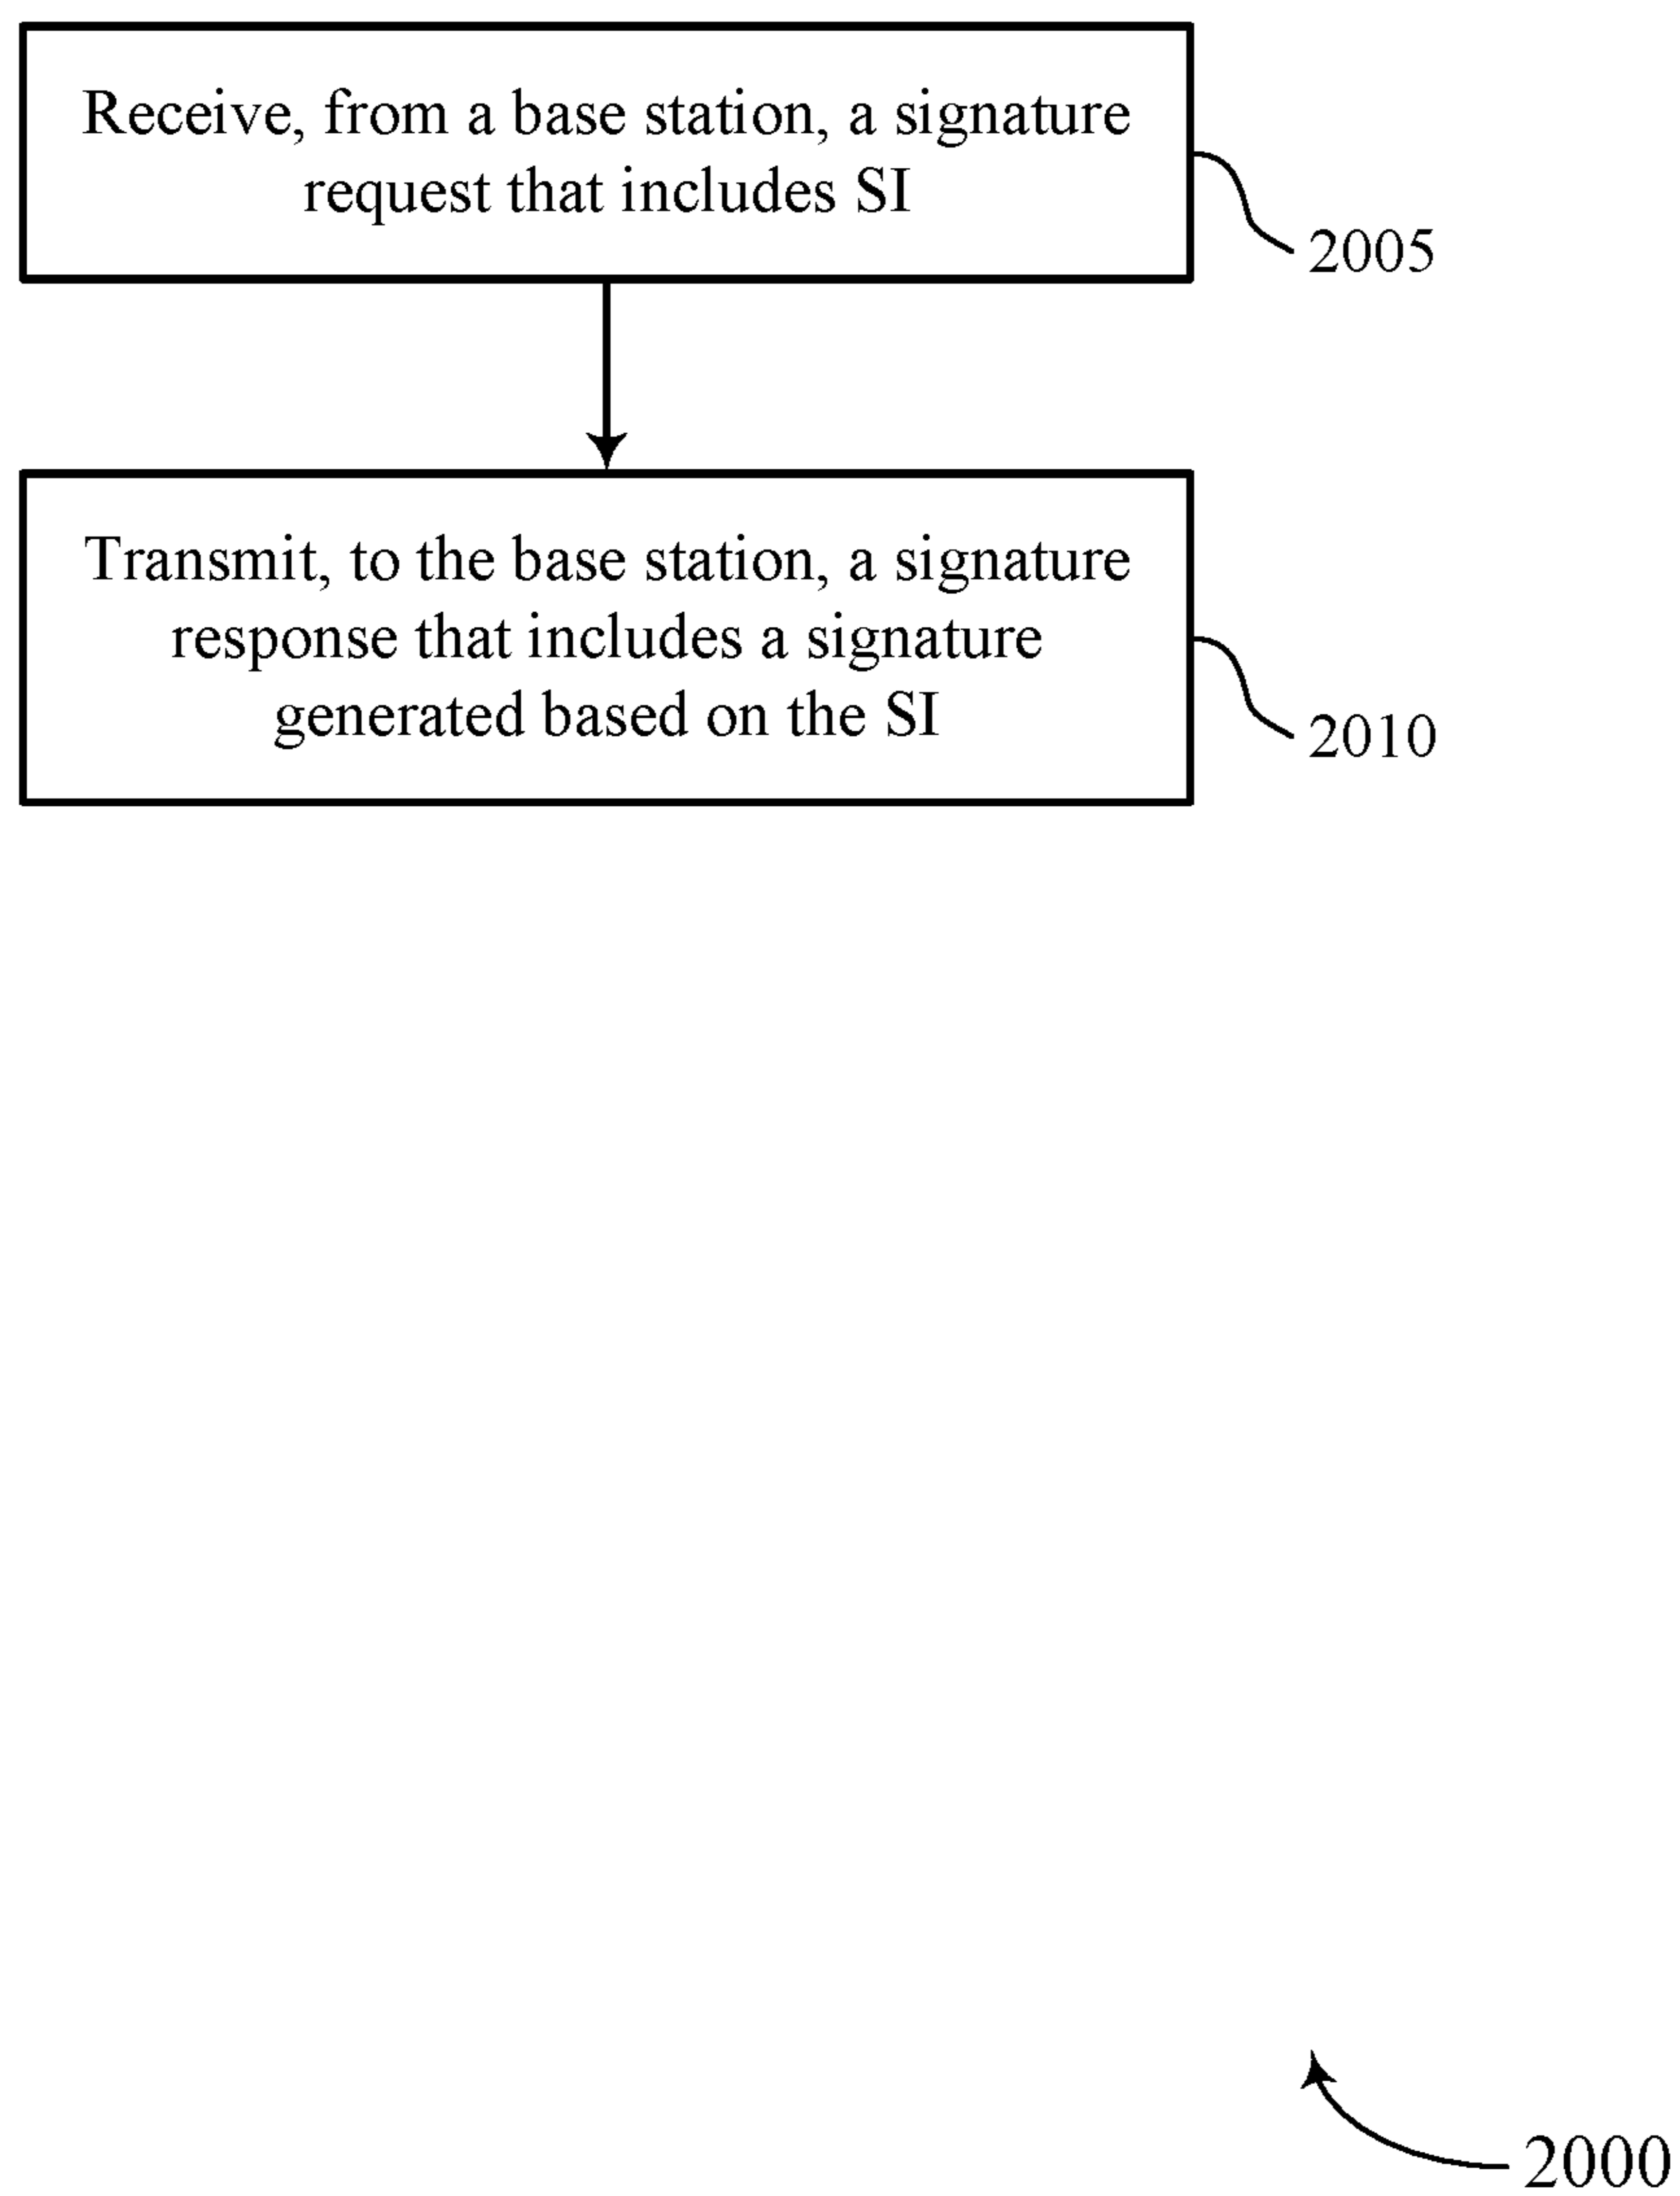 Receive, from a base station, a signature
request that includes SI
2005
Transmit, to the base station, a signature
response that includes a signature
generated based on the SI
2010
2000